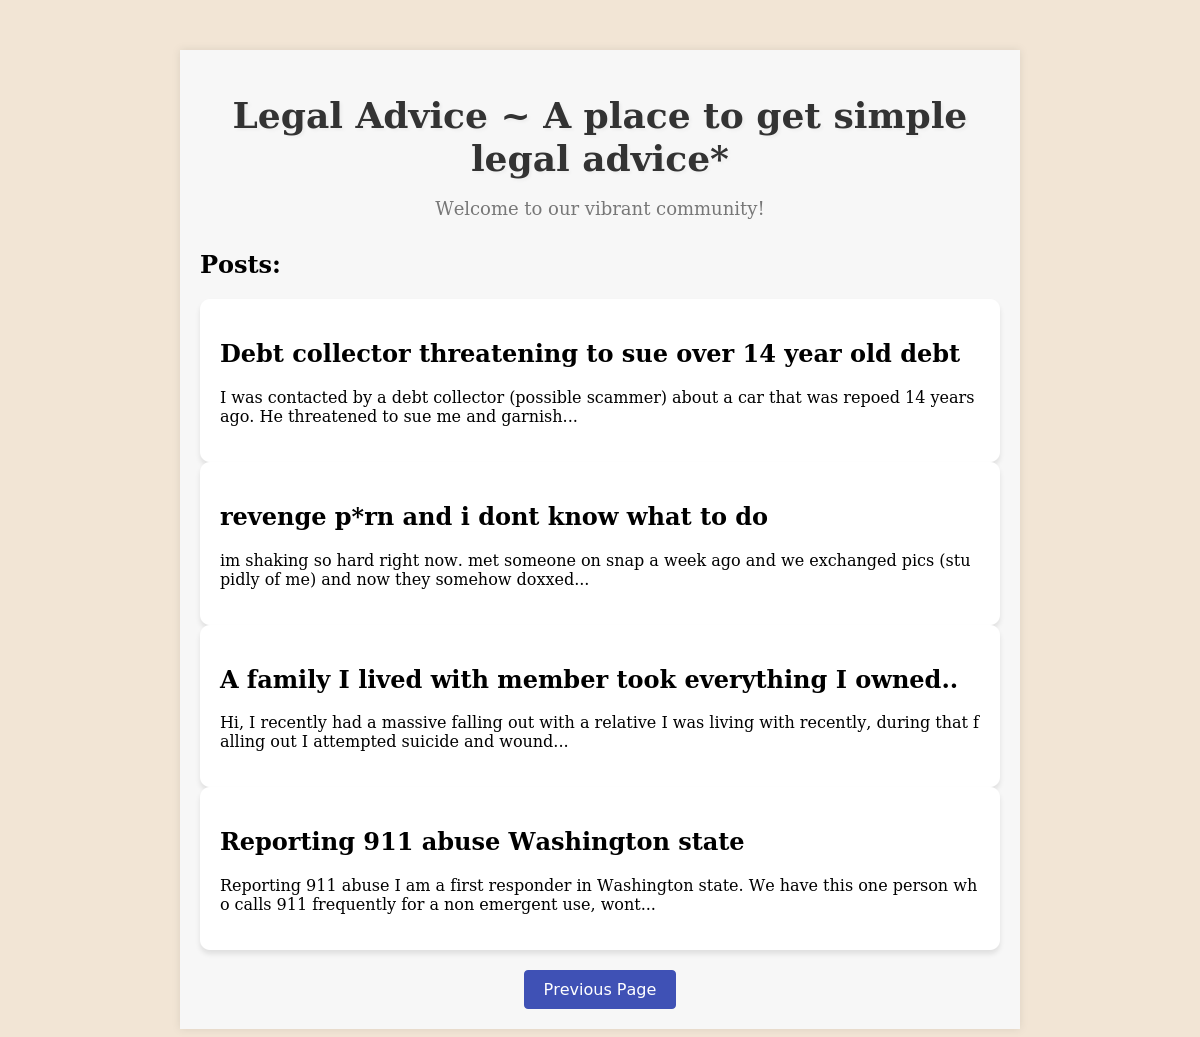 Legal Advice ~ A place to get simple
legal advice*
Welcome to our vibrant community!
Posts:
Debt collector threatening to sue over 14 year old debt
I was contacted by a debt collector (possible scammer) about a car that was repoed 14 years
ago. He threatened to sue me and garnish...
revenge p*rn and i dont know what to do
im shaking so hard right now. met someone on snap a week ago and we exchanged pics (stu
pidly of me) and now they somehow doxxed...
A family I lived with member took everything I owned..
Hi, I recently had a massive falling out with a relative I was living with recently, during that f
alling out I attempted suicide and wound...
Reporting 911 abuse Washington state
Reporting 911 abuse I am a first responder in Washington state. We have this one person wh
o calls 911 frequently for a non emergent use, wont...
Previous Page